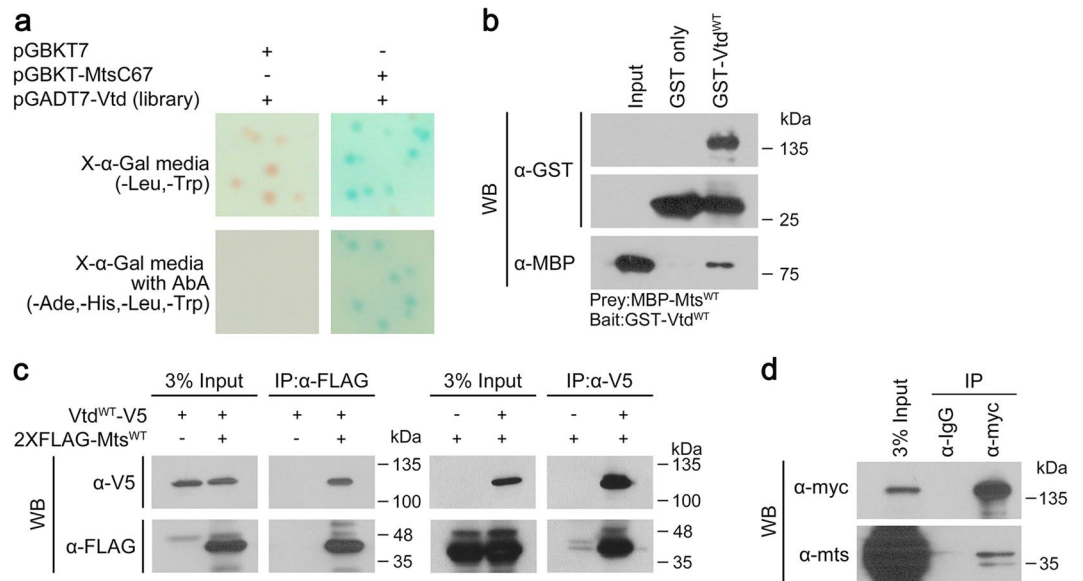 a
pGBKT7 + -
pGBKT-MtsC67 - +
pGADT7-Vtd (library) + +
X-α-Gal media
(-Leu,-Trp)
X-α-Gal media
with AbA
(-Ade,-His,-Leu,-Trp)
b
Input GST only GST-Vtdᵂᵀ
kDa
WB
α-GST
135
25
α-MBP
75
Prey:MBP-Mtsᵂᵀ
Bait:GST-Vtdᵂᵀ
c
3% Input IP:α-FLAG 3% Input IP:α-V5
Vtdᵂᵀ-V5 + + + + - + - +
2XFLAG-Mtsᵂᵀ - + - + + + + +
kDa kDa
WB
α-V5
135 135
100 100
α-FLAG
48 48
35 35
d
IP
3% Input α-IgG α-myc
kDa
WB
α-myc
135
α-mts
35